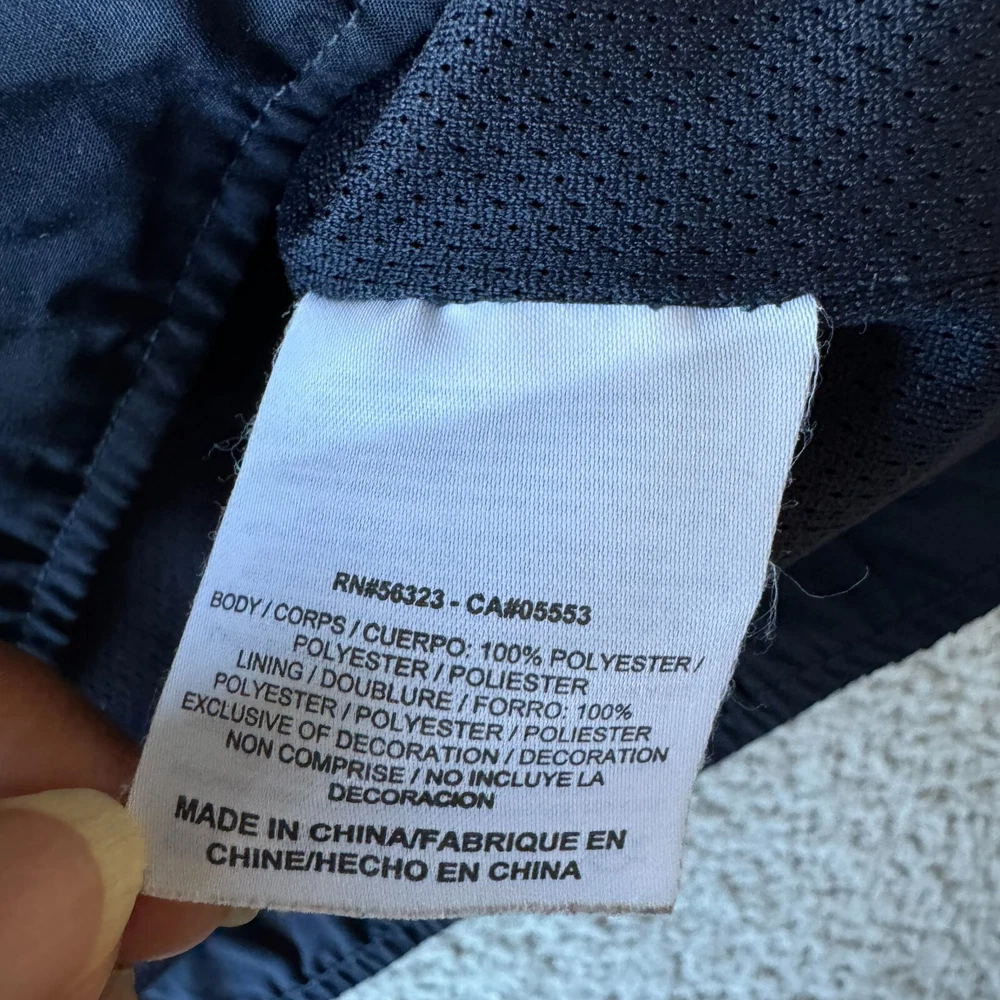 RN#56323 - CA#05553
BODY / CORPS / CUERPO: 100% POLYESTER /
POLYESTER / POLIESTER
LINING / DOUBLURE / FORRO: 100%
POLYESTER / POLYESTER / POLIESTER
EXCLUSIVE OF DECORATION / DECORATION
NON COMPRISE / NO INCLUYE LA
DECORACION
MADE IN CHINA/FABRIQUE EN
CHINE/HECHO EN CHINA